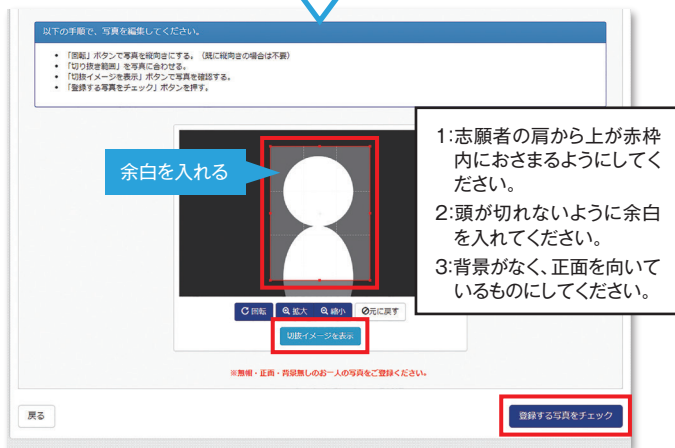 以下の手順で、写真を編集してください。
・「回転」ボタンで写真を縦向きにする。（既に縦向きの場合は不要）
・「切り抜き範囲」を写真に合わせる。
・「切抜イメージを表示」ボタンで写真を確認する。
・「登録する写真をチェック」ボタンを押す。
余白を入れる
1:志願者の肩から上が赤枠
内におさまるようにしてく
ださい。
2:頭が切れないように余白
を入れてください。
3:背景がなく、正面を向いて
いるものにしてください。
回転 拡大 縮小 元に戻す
切抜イメージを表示
※無帽・正面・背景無しのお一人の写真をご登録ください。
戻る
登録する写真をチェック